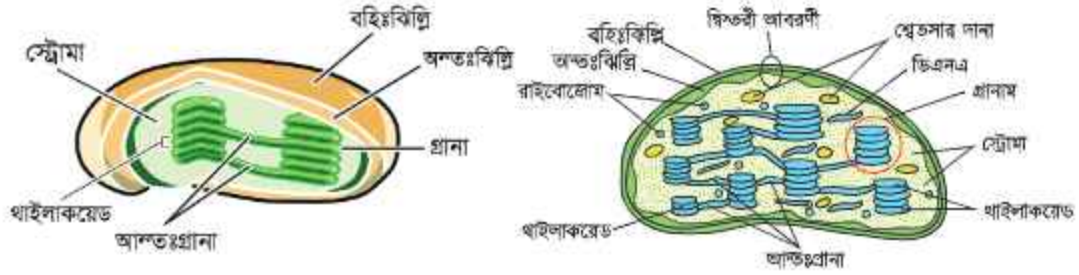 বহিঃঝিল্লি
স্ট্রোমা
অন্তঃঝিল্লি
গ্রানা
থাইলাকয়েড
আন্তঃগ্রানা
দ্বিস্তরী আবরণী
শ্বেতসার দানা
বহিঃঝিল্লি
ডিএনএ
অন্তঃঝিল্লি
রাইবোজোম
গ্রানাম
স্ট্রোমা
থাইলাকয়েড
থাইলাকয়েড
আন্তঃগ্রানা